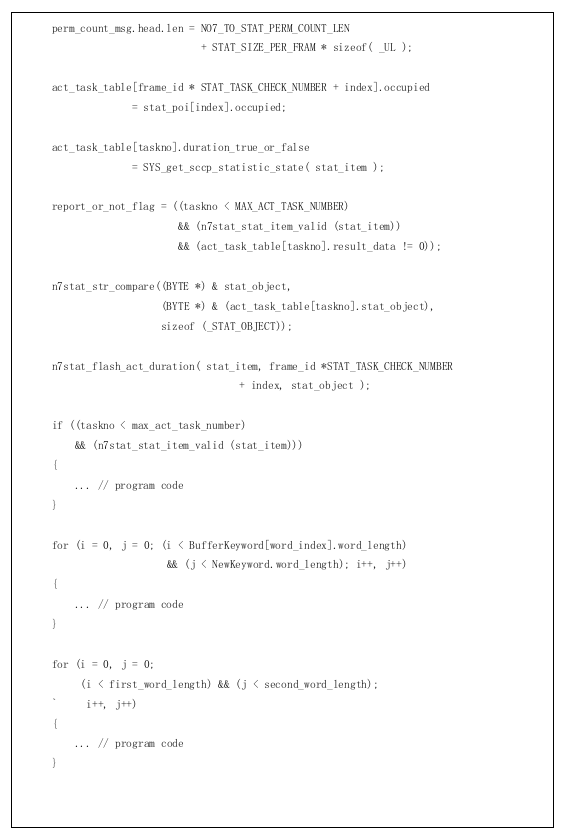 perm_count_msg.head.len = NO7_TO_STAT_PERM_COUNT_LEN
+ STAT_SIZE_PER_FRAM * sizeof( _UL );
act_task_table[frame_id * STAT_TASK_CHECK_NUMBER + index].occupied
= stat_poi[index].occupied;
act_task_table[taskno].duration_true_or_false
= SYS_get_sccp_statistic_state( stat_item );
report_or_not_flag = ((taskno < MAX_ACT_TASK_NUMBER)
&& (n7stat_stat_item_valid (stat_item))
&& (act_task_table[taskno].result_data != 0));
n7stat_str_compare((BYTE *) & stat_object,
(BYTE *) & (act_task_table[taskno].stat_object),
sizeof (_STAT_OBJECT));
n7stat_flash_act_duration( stat_item, frame_id *STAT_TASK_CHECK_NUMBER
+ index, stat_object );
if ((taskno < max_act_task_number)
&& (n7stat_stat_item_valid (stat_item)))
{
... // program code
}
for (i = 0, j = 0; (i < BufferKeyword[word_index].word_length)
&& (j < NewKeyword.word_length); i++, j++)
{
... // program code
}
for (i = 0, j = 0;
(i < first_word_length) && (j < second_word_length);
` i++, j++)
{
... // program code
}